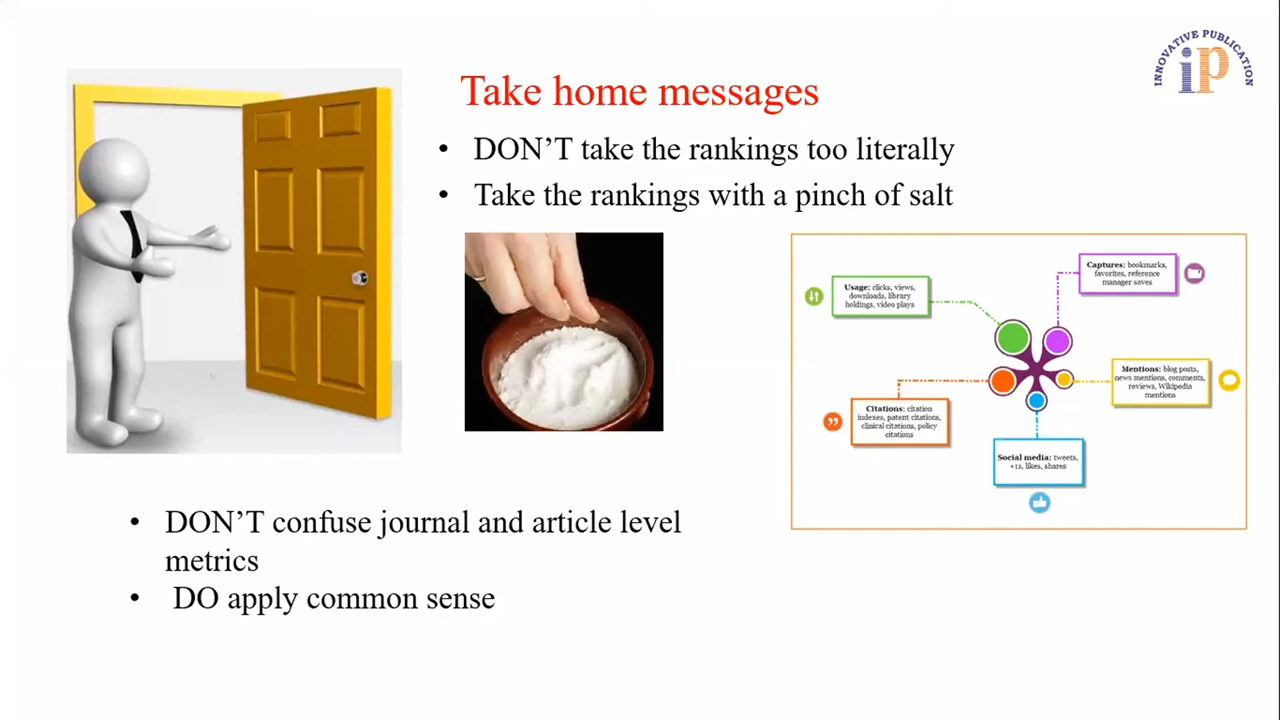 INNOVATIVE PUBLICATION
ip
Take home messages
• DON'T take the rankings too literally
• Take the rankings with a pinch of salt
Usage: clicks, views,
downloads, library
holdings, video plays
Captures: bookmarks,
favorites, reference
manager saves
Mentions: blog posts,
news mentions, comments,
reviews, Wikipedia
mentions
Citations: citation
indexes, patent citations,
clinical citations, policy
citations
Social media: tweets,
+1s, likes, shares
• DON'T confuse journal and article level
metrics
• DO apply common sense